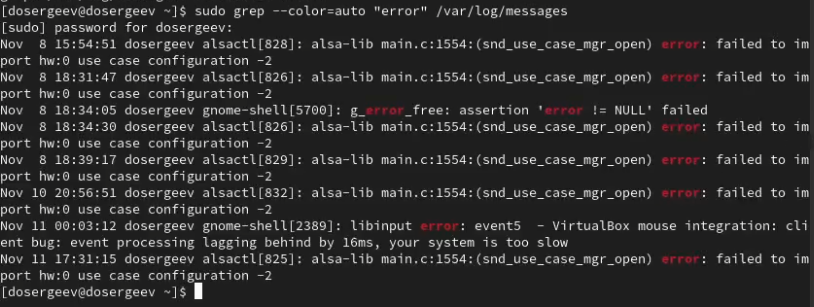 [dosergeev@dosergeev ~]$ sudo grep --color=auto "error" /var/log/messages
[sudo] password for dosergeev:
Nov  8 15:54:51 dosergeev alsactl[828]: alsa-lib main.c:1554:(snd_use_case_mgr_open) error: failed to im
port hw:0 use case configuration -2
Nov  8 18:31:47 dosergeev alsactl[826]: alsa-lib main.c:1554:(snd_use_case_mgr_open) error: failed to im
port hw:0 use case configuration -2
Nov  8 18:34:05 dosergeev gnome-shell[5700]: g_error_free: assertion 'error != NULL' failed
Nov  8 18:34:30 dosergeev alsactl[826]: alsa-lib main.c:1554:(snd_use_case_mgr_open) error: failed to im
port hw:0 use case configuration -2
Nov  8 18:39:17 dosergeev alsactl[829]: alsa-lib main.c:1554:(snd_use_case_mgr_open) error: failed to im
port hw:0 use case configuration -2
Nov 10 20:56:51 dosergeev alsactl[832]: alsa-lib main.c:1554:(snd_use_case_mgr_open) error: failed to im
port hw:0 use case configuration -2
Nov 11 00:03:12 dosergeev gnome-shell[2389]: libinput error: event5  - VirtualBox mouse integration: cli
ent bug: event processing lagging behind by 16ms, your system is too slow
Nov 11 17:31:15 dosergeev alsactl[825]: alsa-lib main.c:1554:(snd_use_case_mgr_open) error: failed to im
port hw:0 use case configuration -2
[dosergeev@dosergeev ~]$